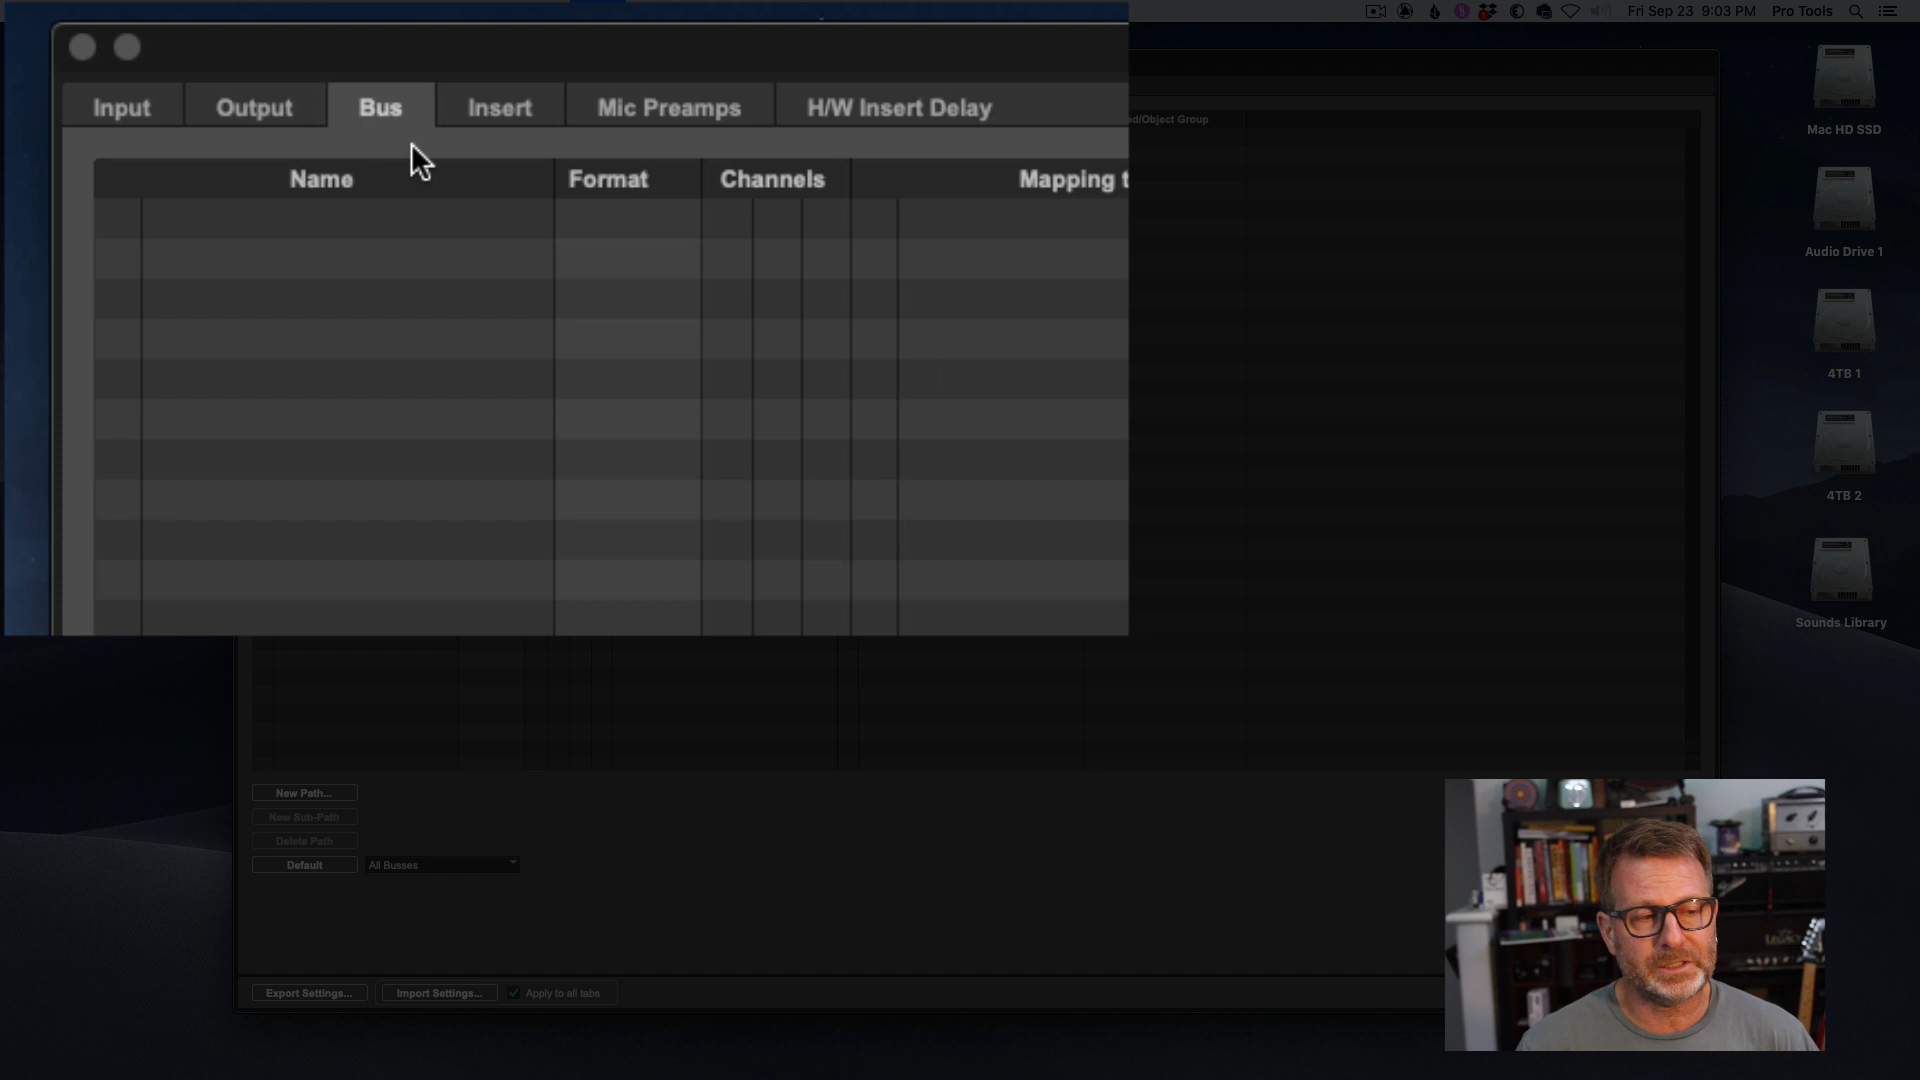 Fri Sep 23 9:03 PM Pro Tools
Input Output Bus Insert Mic Preamps H/W Insert Delay
Name Format Channels Mapping t
ed/Object Group
Mac HD SSD
Audio Drive 1
4TB 1
4TB 2
Sounds Library
New Path...
New Sub-Path
Delete Path
Default All Busses
Export Settings... Import Settings... Apply to all tabs